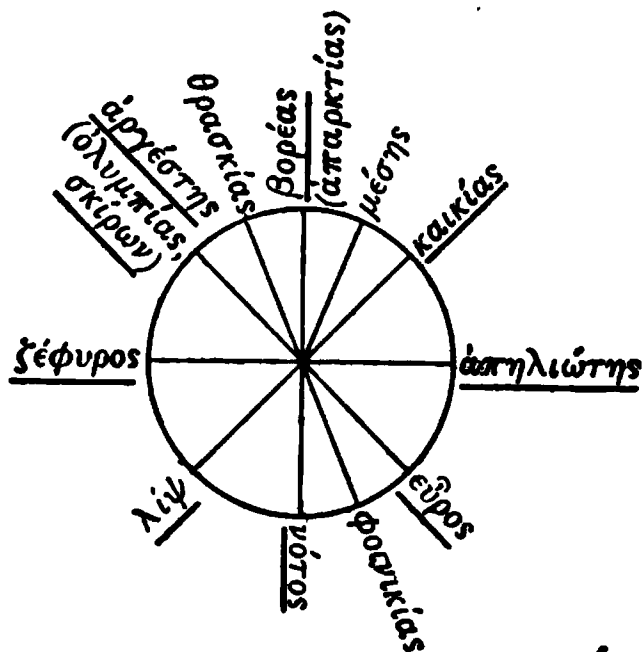 βορέας
(ἀπαρκτίας)
μέσης
καικίας
ἀπηλιώτης
εὖρος
φοινικίας
νότος
λίψ
ζέφυρος
ἀργέστης
(ὀλυμπίας,
σκίρων)
θρασκίας